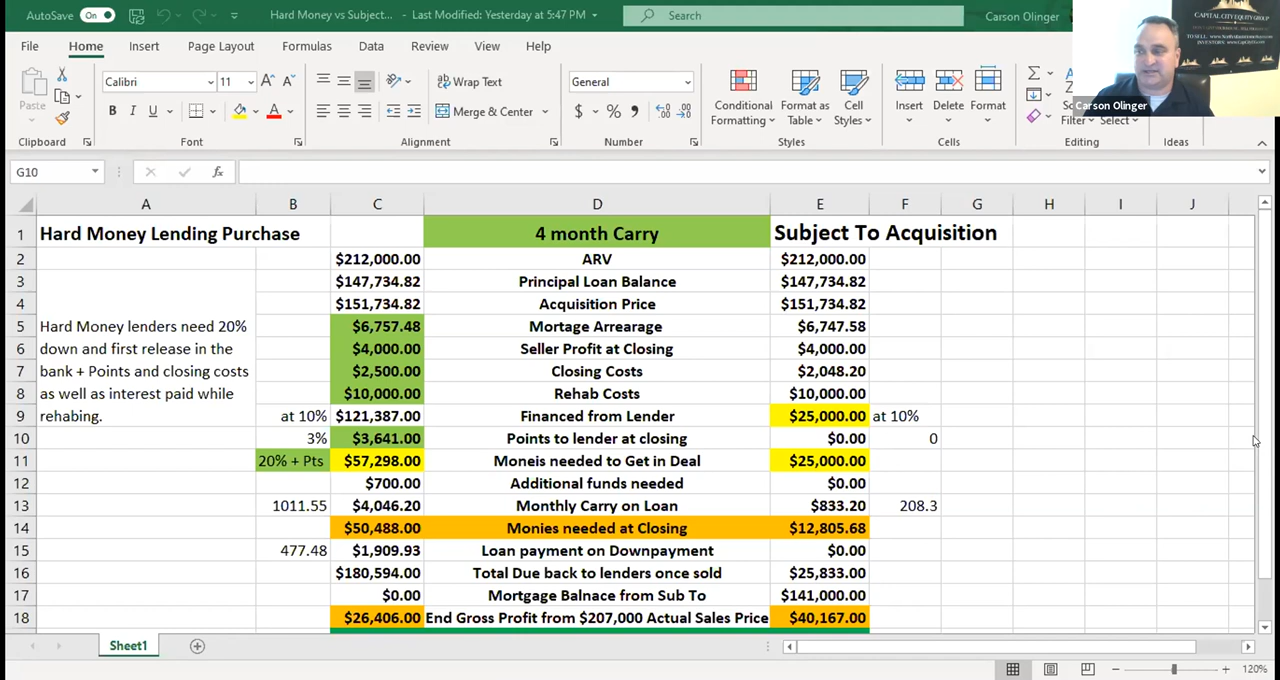 AutoSave On Hard Money vs Subject... - Last Modified: Yesterday at 5:47 PM Search Carson Olinger
CAPITAL CITY EQUITY GROUP
File Home Insert Page Layout Formulas Data Review View Help
Paste Calibri 11 A A Wrap Text General Conditional Formatting Format as Table Cell Styles Insert Delete Format
B I U A Merge & Center $ % , Filter Select
Carson Olinger
Clipboard Font Alignment Number Styles Cells Editing Ideas
G10 fx
A B C D E F G H I J
1 Hard Money Lending Purchase 4 month Carry Subject To Acquisition
2 $212,000.00 ARV $212,000.00
3 $147,734.82 Principal Loan Balance $147,734.82
4 $151,734.82 Acquisition Price $151,734.82
5 Hard Money lenders need 20% $6,757.48 Mortage Arrearage $6,747.58
6 down and first release in the $4,000.00 Seller Profit at Closing $4,000.00
7 bank + Points and closing costs $2,500.00 Closing Costs $2,048.20
8 as well as interest paid while $10,000.00 Rehab Costs $10,000.00
9 rehabing. at 10% $121,387.00 Financed from Lender $25,000.00 at 10%
10 3% $3,641.00 Points to lender at closing $0.00 0
11 20% + Pts $57,298.00 Moneis needed to Get in Deal $25,000.00
12 $700.00 Additional funds needed $0.00
13 1011.55 $4,046.20 Monthly Carry on Loan $833.20 208.3
14 $50,488.00 Monies needed at Closing $12,805.68
15 477.48 $1,909.93 Loan payment on Downpayment $0.00
16 $180,594.00 Total Due back to lenders once sold $25,833.00
17 $0.00 Mortgage Balnace from Sub To $141,000.00
18 $26,406.00 End Gross Profit from $207,000 Actual Sales Price $40,167.00
Sheet1
120%